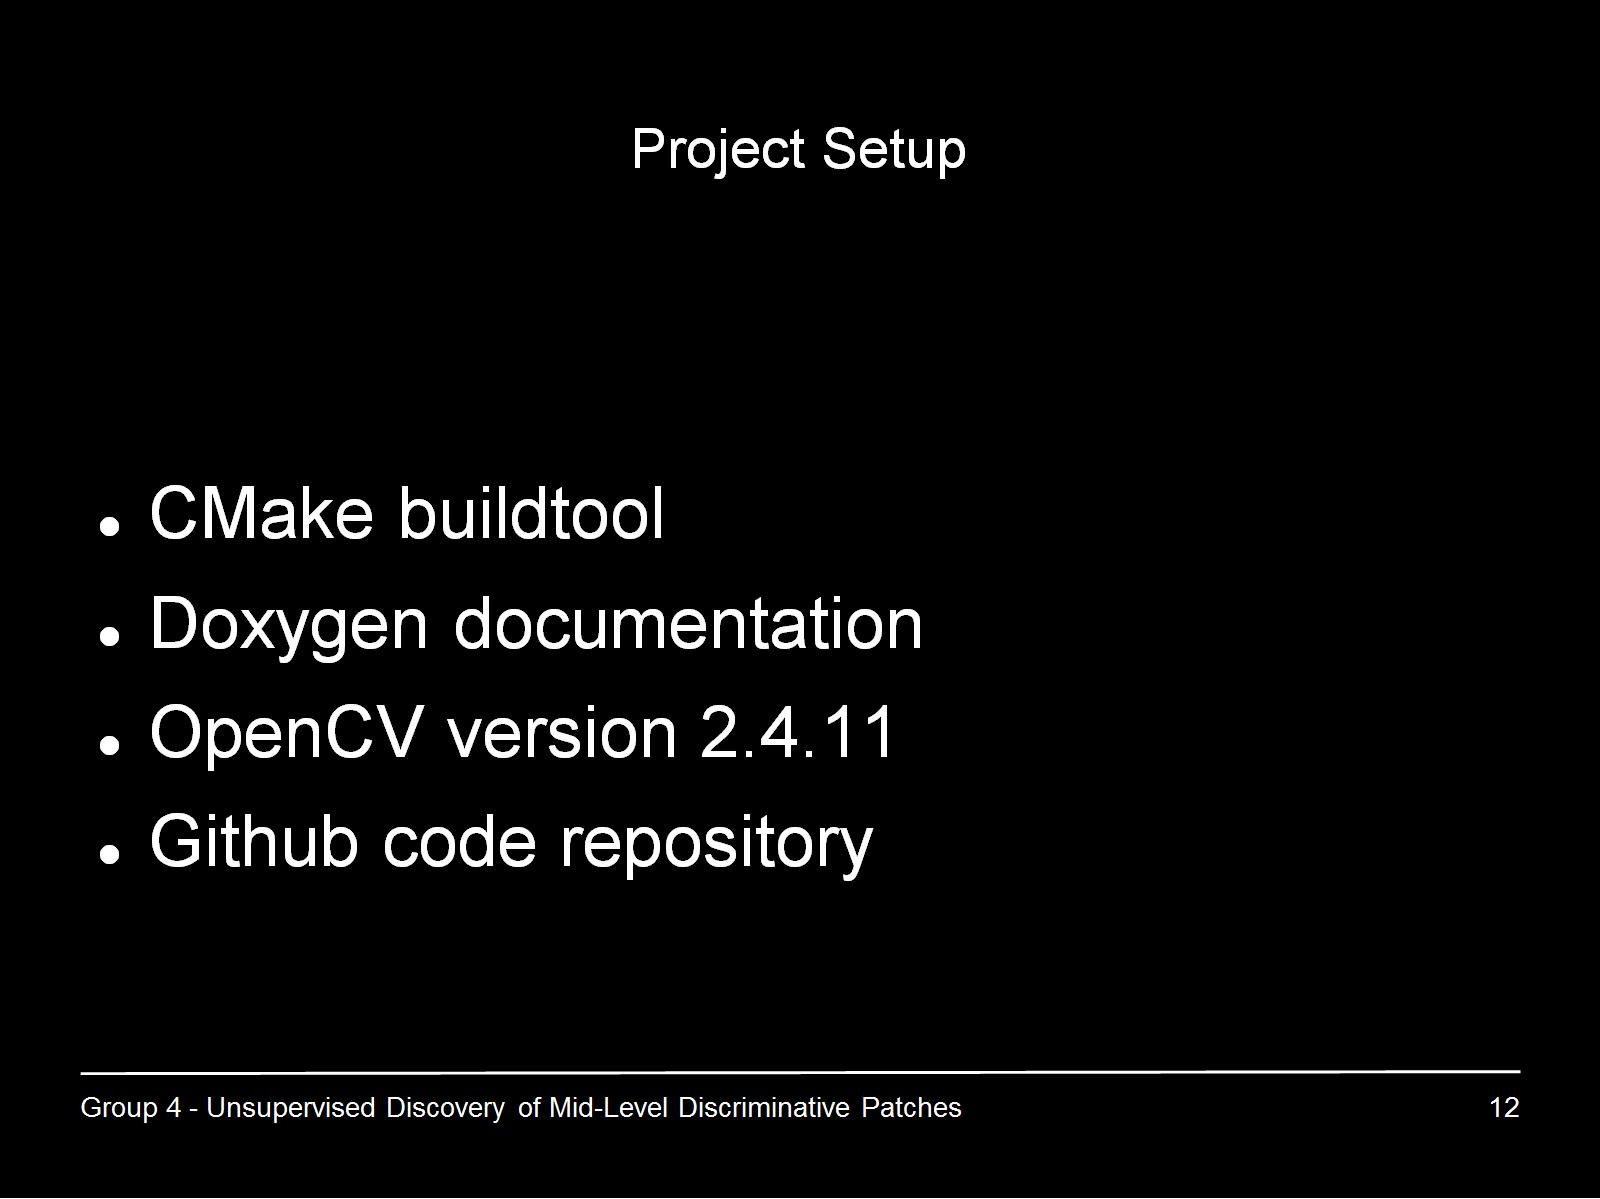 Project Setup
● CMake buildtool
● Doxygen documentation
● OpenCV version 2.4.11
● Github code repository
Group 4 - Unsupervised Discovery of Mid-Level Discriminative Patches
12